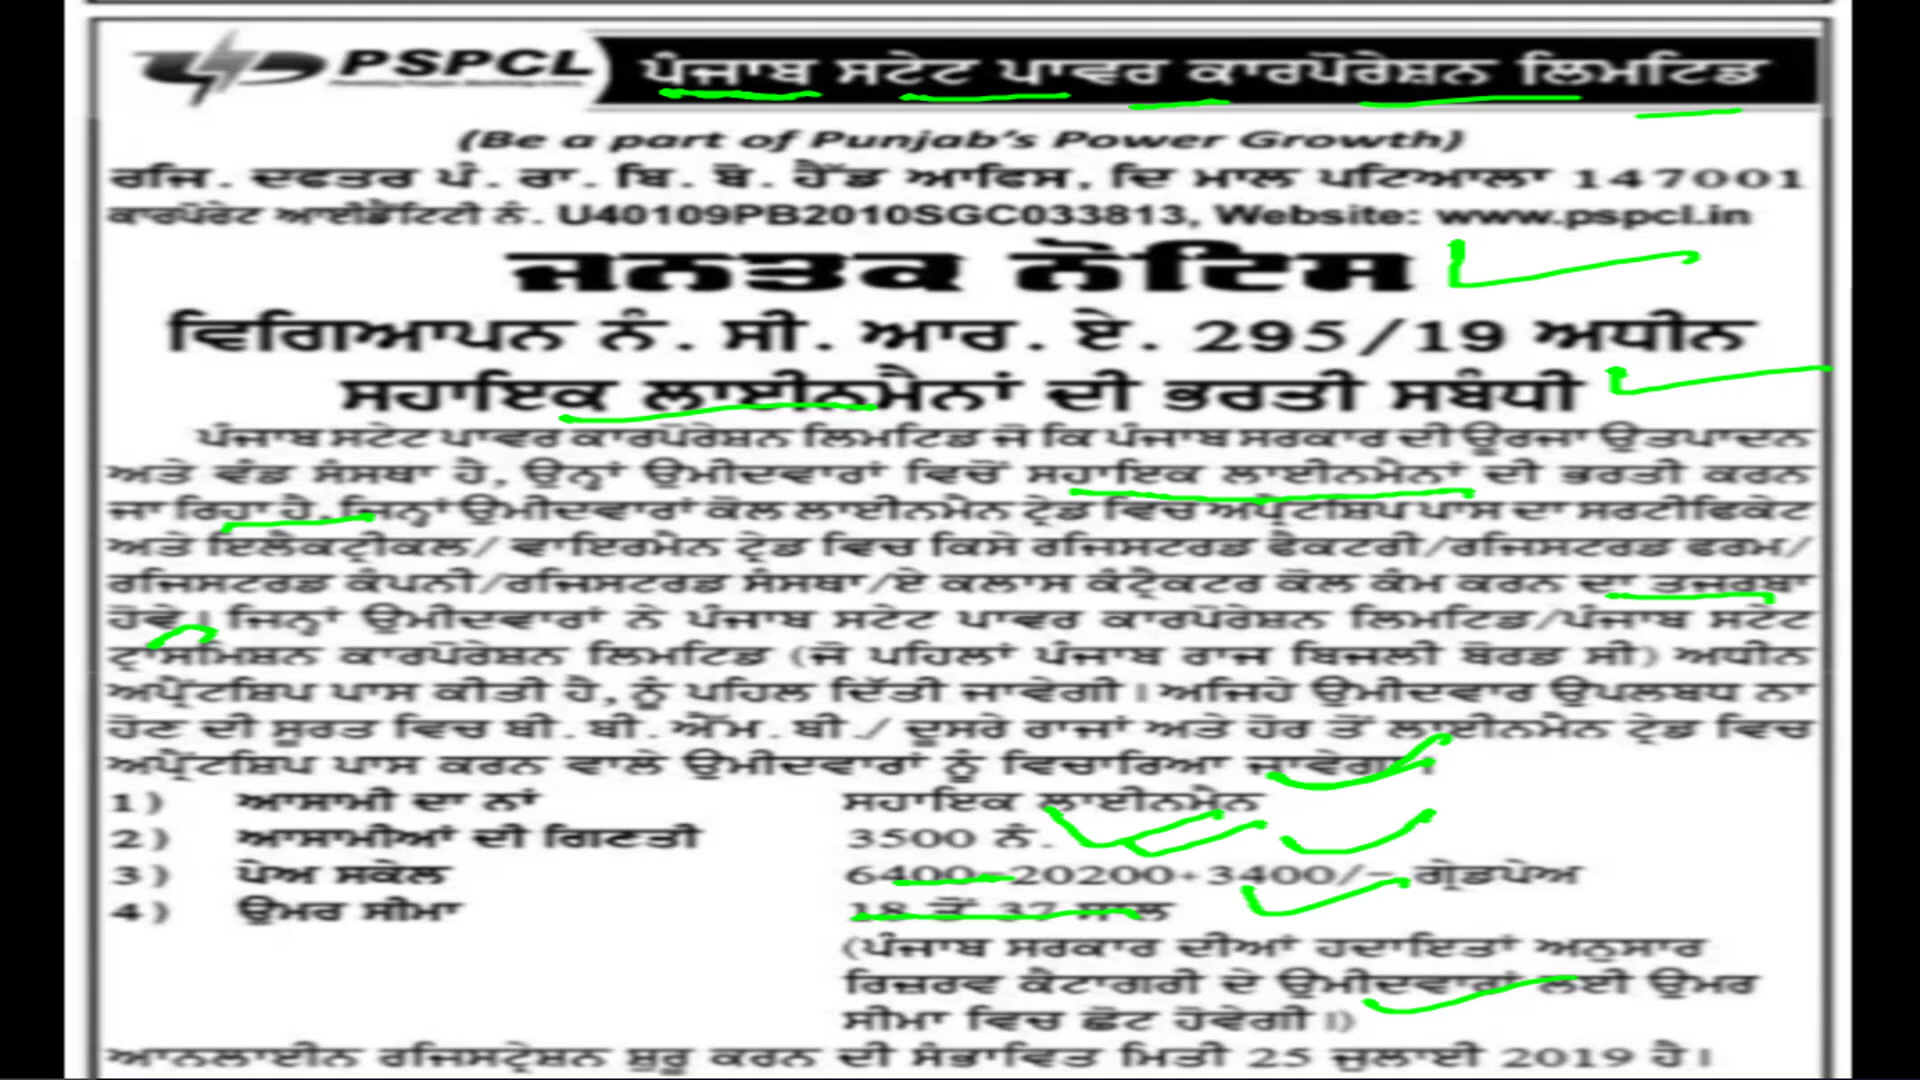 PSPCL ਪੰਜਾਬ ਸਟੇਟ ਪਾਵਰ ਕਾਰਪੋਰੇਸ਼ਨ ਲਿਮਟਿਡ
(Be a part of Punjab's Power Growth)
ਰਜਿ. ਦਫਤਰ ਪੰ. ਰਾ. ਬਿ. ਬੋ. ਹੈੱਡ ਆਫਿਸ, ਦਿ ਮਾਲ ਪਟਿਆਲਾ 147001
ਕਾਰਪੋਰੇਟ ਆਈਡੈਂਟਿਟੀ ਨੰ. U40109PB2010SGC033813, Website: www.pspcl.in
ਜਨਤਕ ਨੋਟਿਸ
ਵਿਗਿਆਪਨ ਨੰ. ਸੀ. ਆਰ. ਏ. 295/19 ਅਧੀਨ
ਸਹਾਇਕ ਲਾਈਨਮੈਨਾਂ ਦੀ ਭਰਤੀ ਸਬੰਧੀ
ਪੰਜਾਬ ਸਟੇਟ ਪਾਵਰ ਕਾਰਪੋਰੇਸ਼ਨ ਲਿਮਟਿਡ ਜੋ ਕਿ ਪੰਜਾਬ ਸਰਕਾਰ ਦੀ ਊਰਜਾ ਉਤਪਾਦਨ
ਅਤੇ ਵੰਡ ਸੰਸਥਾ ਹੈ, ਉਨ੍ਹਾਂ ਉਮੀਦਵਾਰਾਂ ਵਿਚੋਂ ਸਹਾਇਕ ਲਾਈਨਮੈਨਾਂ ਦੀ ਭਰਤੀ ਕਰਨ
ਜਾ ਰਿਹਾ ਹੈ, ਜਿਨ੍ਹਾਂ ਉਮੀਦਵਾਰਾਂ ਕੋਲ ਲਾਈਨਮੈਨ ਟ੍ਰੇਡ ਵਿਚ ਅਪ੍ਰੈਂਟਸ਼ਿਪ ਪਾਸ ਦਾ ਸਰਟੀਫਿਕੇਟ
ਅਤੇ ਇਲੈਕਟ੍ਰੀਕਲ/ ਵਾਇਰਮੈਨ ਟ੍ਰੇਡ ਵਿਚ ਕਿਸੇ ਰਜਿਸਟਰਡ ਫੈਕਟਰੀ/ਰਜਿਸਟਰਡ ਫਰਮ/
ਰਜਿਸਟਰਡ ਕੰਪਨੀ/ਰਜਿਸਟਰਡ ਸੰਸਥਾ/ਏ ਕਲਾਸ ਕੰਟ੍ਰੈਕਟਰ ਕੋਲ ਕੰਮ ਕਰਨ ਦਾ ਤਜਰਬਾ
ਹੋਵੇ। ਜਿਨ੍ਹਾਂ ਉਮੀਦਵਾਰਾਂ ਨੇ ਪੰਜਾਬ ਸਟੇਟ ਪਾਵਰ ਕਾਰਪੋਰੇਸ਼ਨ ਲਿਮਟਿਡ/ਪੰਜਾਬ ਸਟੇਟ
ਟ੍ਰਾਂਸਮਿਸ਼ਨ ਕਾਰਪੋਰੇਸ਼ਨ ਲਿਮਟਿਡ (ਜੋ ਪਹਿਲਾਂ ਪੰਜਾਬ ਰਾਜ ਬਿਜਲੀ ਬੋਰਡ ਸੀ) ਅਧੀਨ
ਅਪ੍ਰੈਂਟਸ਼ਿਪ ਪਾਸ ਕੀਤੀ ਹੈ, ਨੂੰ ਪਹਿਲ ਦਿੱਤੀ ਜਾਵੇਗੀ। ਅਜਿਹੇ ਉਮੀਦਵਾਰ ਉਪਲਬਧ ਨਾ
ਹੋਣ ਦੀ ਸੂਰਤ ਵਿਚ ਬੀ.ਬੀ.ਐੱਮ.ਬੀ./ ਦੂਸਰੇ ਰਾਜਾਂ ਅਤੇ ਹੋਰ ਤੋਂ ਲਾਈਨਮੈਨ ਟ੍ਰੇਡ ਵਿਚ
ਅਪ੍ਰੈਂਟਸ਼ਿਪ ਪਾਸ ਕਰਨ ਵਾਲੇ ਉਮੀਦਵਾਰਾਂ ਨੂੰ ਵਿਚਾਰਿਆ ਜਾਵੇਗਾ।
1) ਆਸਾਮੀ ਦਾ ਨਾਂ ਸਹਾਇਕ ਲਾਈਨਮੈਨ
2) ਆਸਾਮੀਆਂ ਦੀ ਗਿਣਤੀ 3500 ਨੰ.
3) ਪੇਅ ਸਕੇਲ 6400-20200+3400/- ਗ੍ਰੇਡਪੇਅ
4) ਉਮਰ ਸੀਮਾ 18 ਤੋਂ 37 ਸਾਲ
(ਪੰਜਾਬ ਸਰਕਾਰ ਦੀਆਂ ਹਦਾਇਤਾਂ ਅਨੁਸਾਰ
ਰਿਜ਼ਰਵ ਕੈਟਾਗਰੀ ਦੇ ਉਮੀਦਵਾਰਾਂ ਲਈ ਉਮਰ
ਸੀਮਾ ਵਿਚ ਛੋਟ ਹੋਵੇਗੀ।)
ਆਨਲਾਈਨ ਰਜਿਸਟ੍ਰੇਸ਼ਨ ਸ਼ੁਰੂ ਕਰਨ ਦੀ ਸੰਭਾਵਿਤ ਮਿਤੀ 25 ਜੁਲਾਈ 2019 ਹੈ।